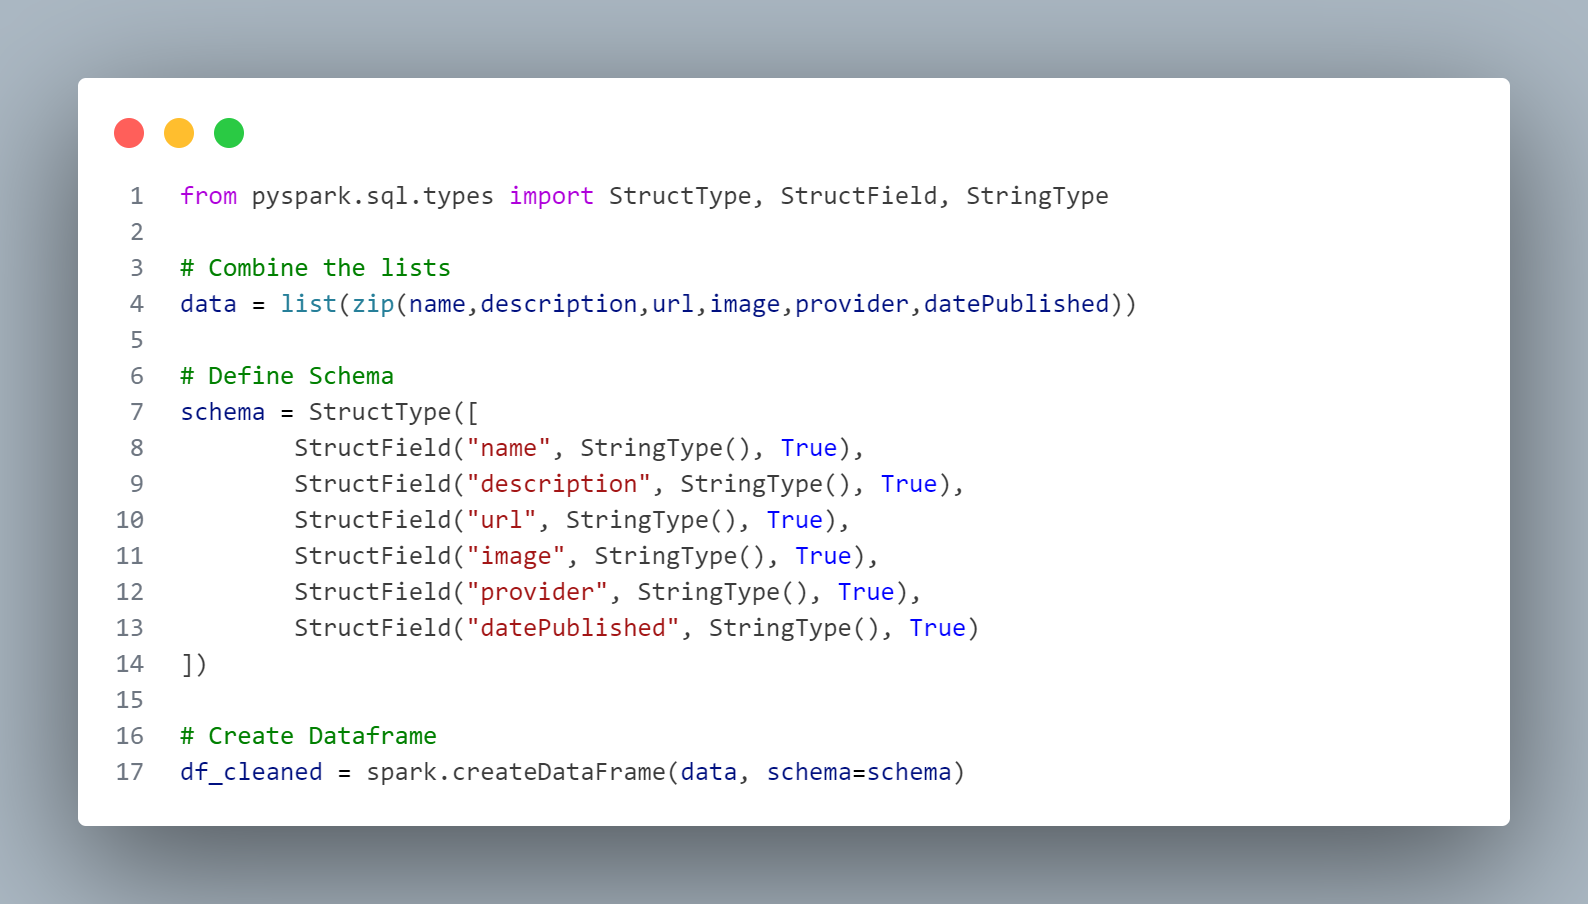 1 from pyspark.sql.types import StructType, StructField, StringType
2
3 # Combine the lists
4 data = list(zip(name,description,url,image,provider,datePublished))
5
6 # Define Schema
7 schema = StructType([
8         StructField("name", StringType(), True),
9         StructField("description", StringType(), True),
10         StructField("url", StringType(), True),
11         StructField("image", StringType(), True),
12         StructField("provider", StringType(), True),
13         StructField("datePublished", StringType(), True)
14 ])
15
16 # Create Dataframe
17 df_cleaned = spark.createDataFrame(data, schema=schema)